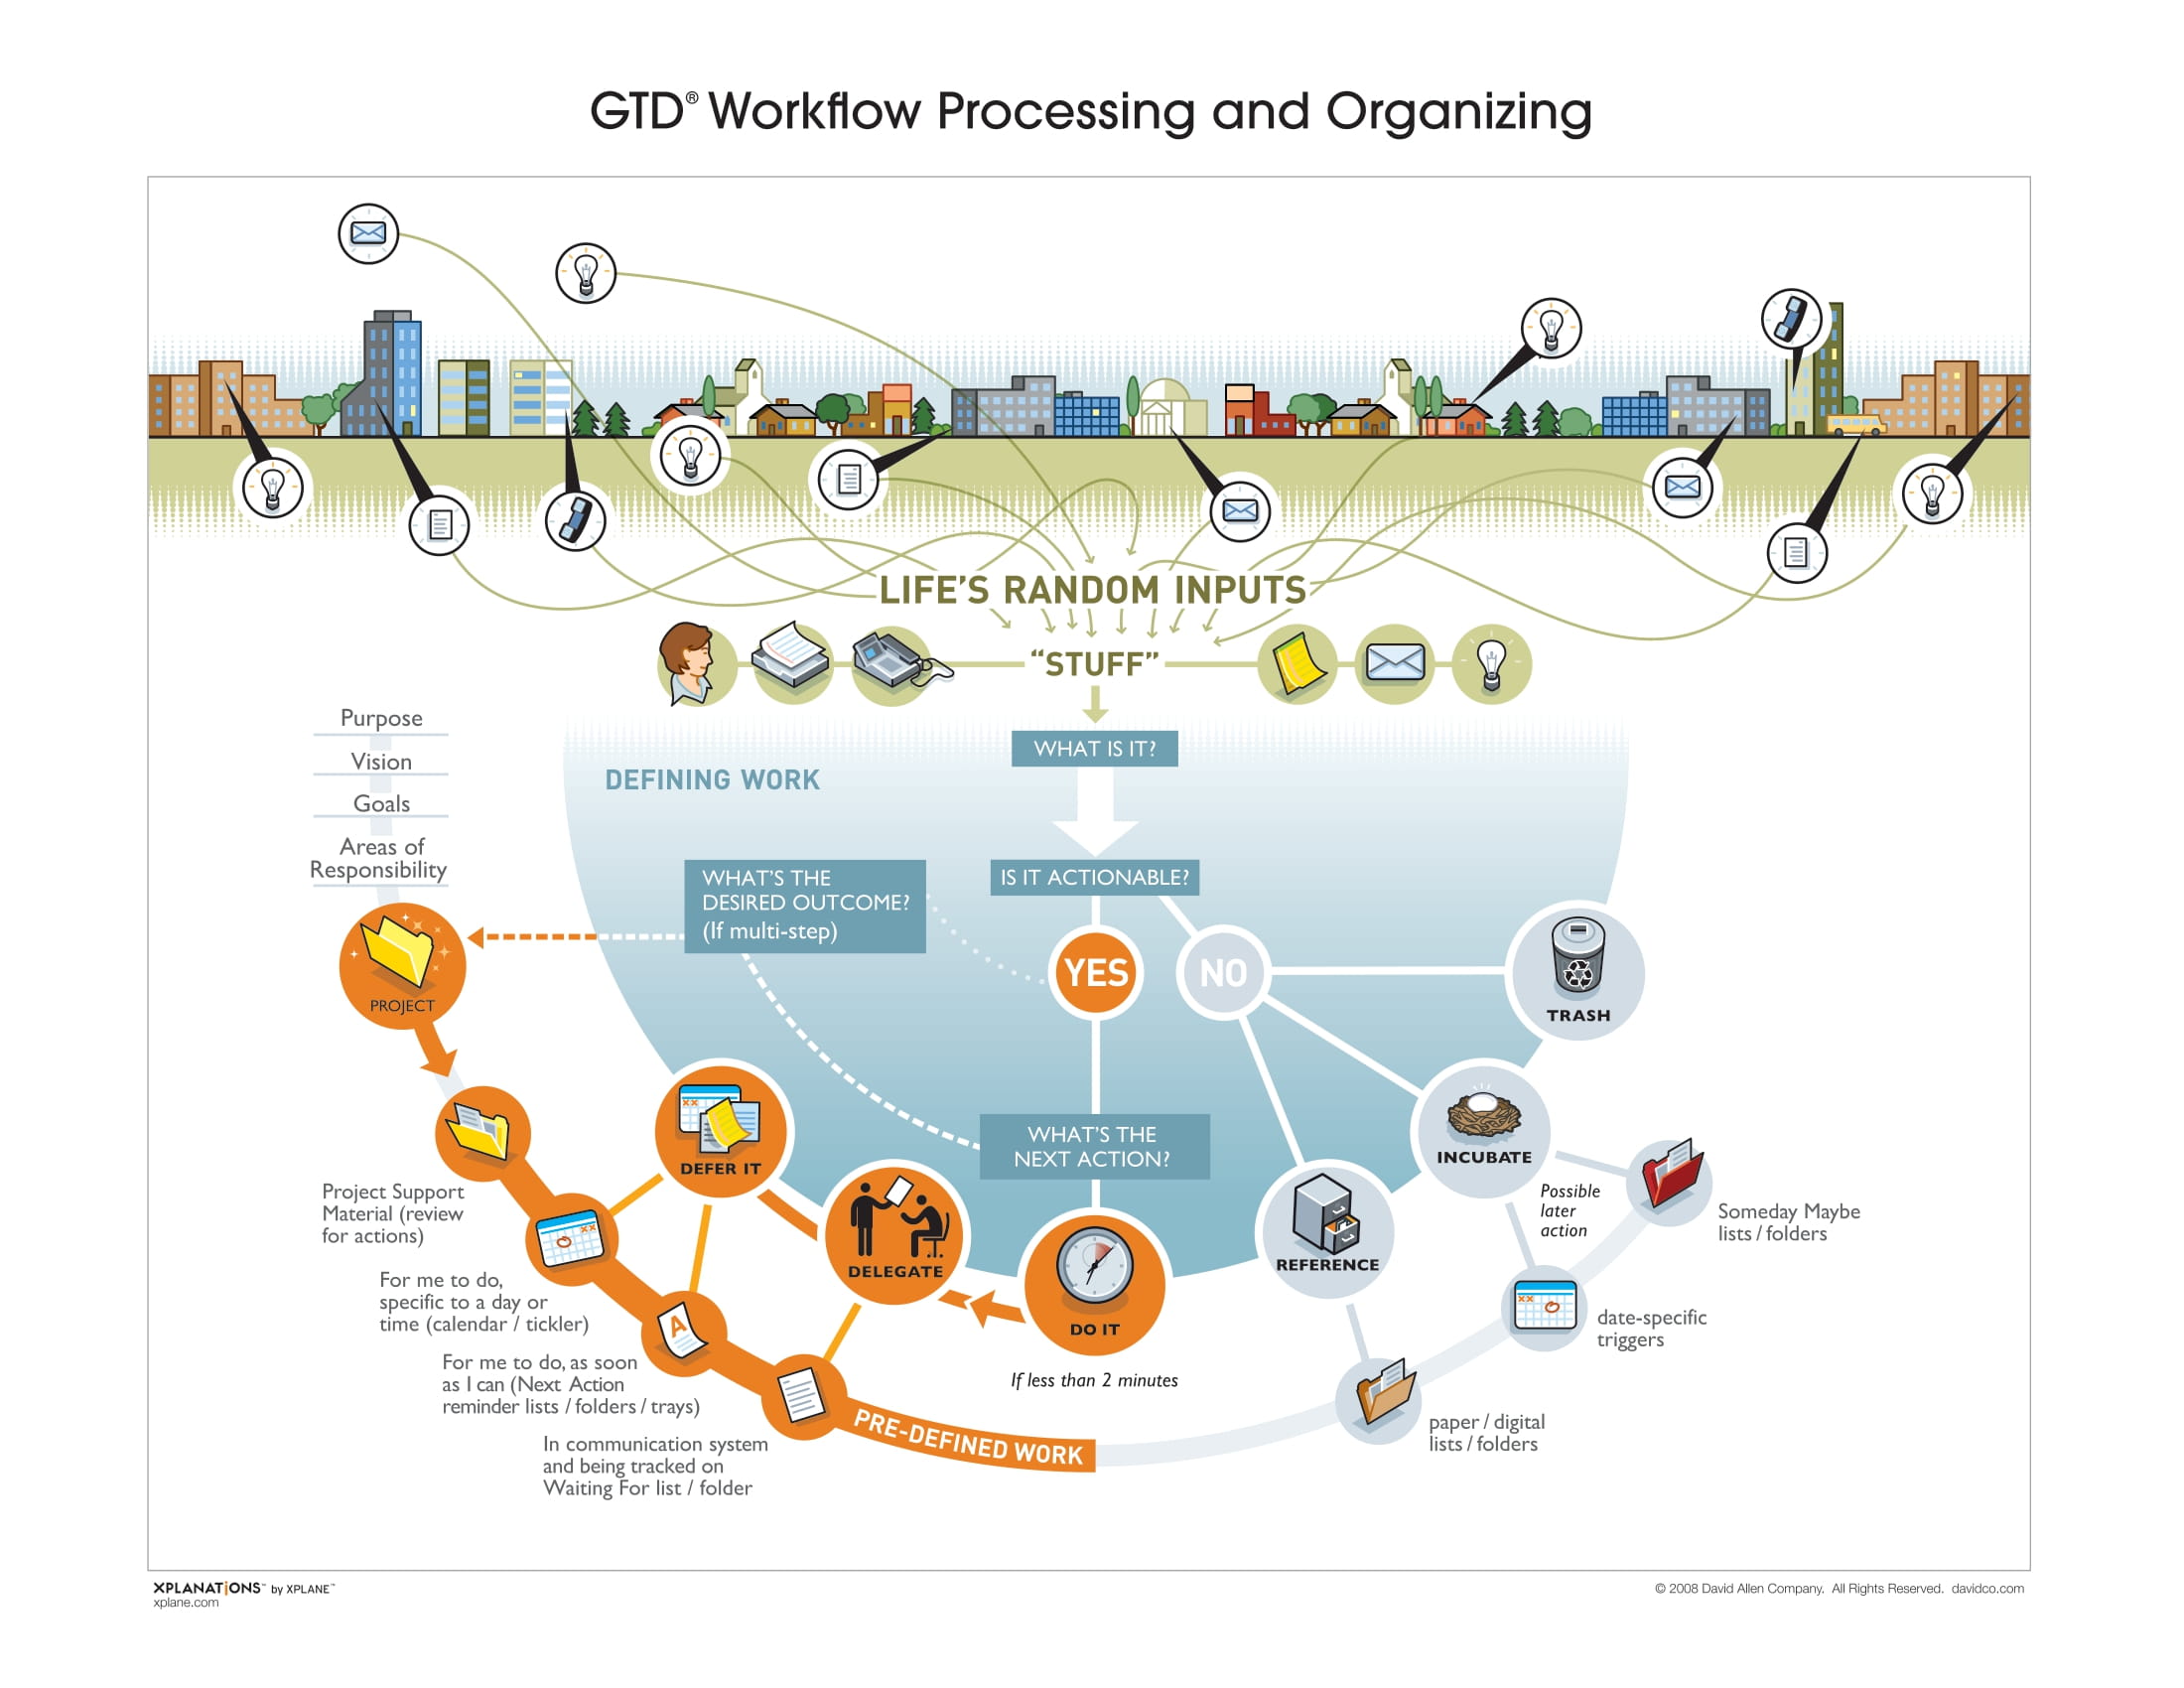 GTD® Workflow Processing and Organizing
LIFE'S RANDOM INPUTS
"STUFF"
WHAT IS IT?
DEFINING WORK
Purpose
Vision
Goals
Areas of
Responsibility
WHAT'S THE
DESIRED OUTCOME?
(If multi-step)
IS IT ACTIONABLE?
YES
NO
PROJECT
TRASH
WHAT'S THE
NEXT ACTION?
DEFER IT
DELEGATE
DO IT
If less than 2 minutes
REFERENCE
INCUBATE
Possible
later
action
Someday Maybe
lists / folders
date-specific
triggers
paper / digital
lists / folders
Project Support
Material (review
for actions)
For me to do,
specific to a day or
time (calendar / tickler)
A
For me to do, as soon
as I can (Next Action
reminder lists / folders / trays)
In communication system
and being tracked on
Waiting For list / folder
PRE-DEFINED WORK
XPLANATiONS™ by XPLANE™
xplane.com
© 2008 David Allen Company. All Rights Reserved. davidco.com